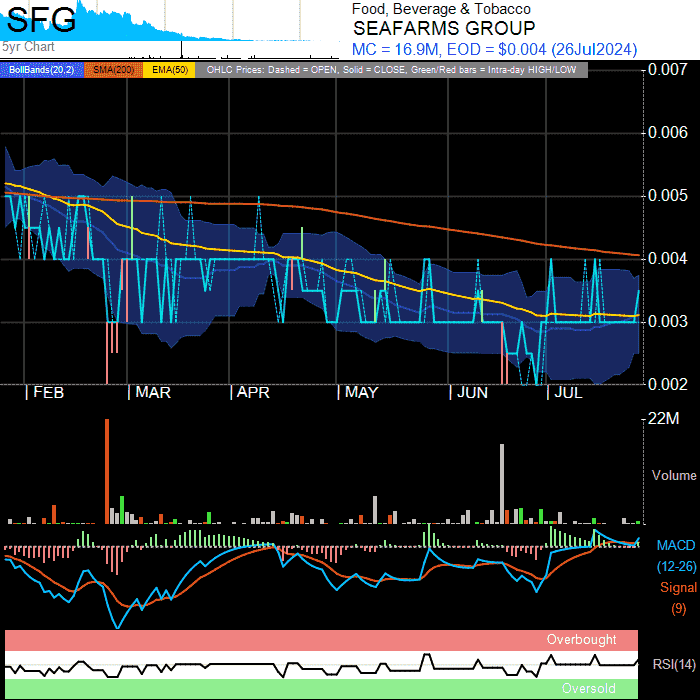 SFG
5yr Chart
Food, Beverage & Tobacco
SEAFARMS GROUP
MC = 16.9M, EOD = $0.004 (26Jul2024)
BollBands(20,2) SMA(200) EMA(50) OHLC Prices: Dashed = OPEN, Solid = CLOSE, Green/Red bars = Intra-day HIGH/LOW
0.007
0.006
0.005
0.004
0.003
0.002
FEB MAR APR MAY JUN JUL
22M
Volume
MACD
(12-26)
Signal
(9)
Overbought
RSI(14)
Oversold